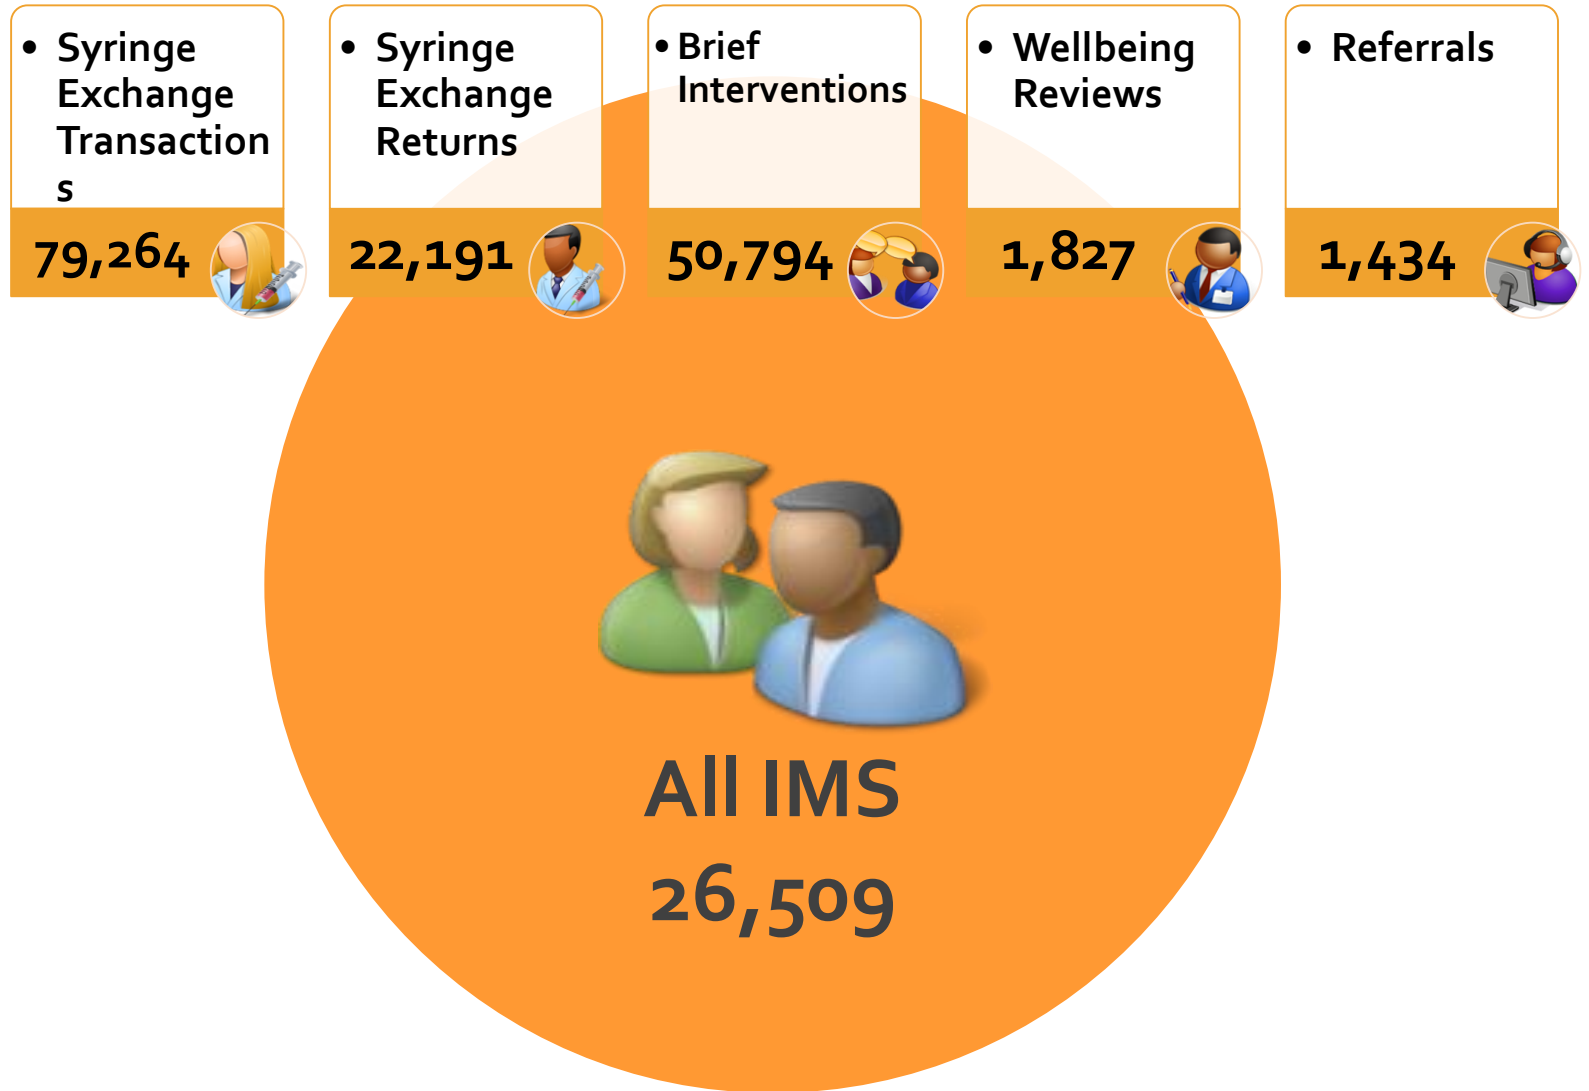 • Syringe
Exchange
Transaction
s
79,264
• Syringe
Exchange
Returns
22,191
• Brief
Interventions
50,794
• Wellbeing
Reviews
1,827
• Referrals
1,434
All IMS
26,509